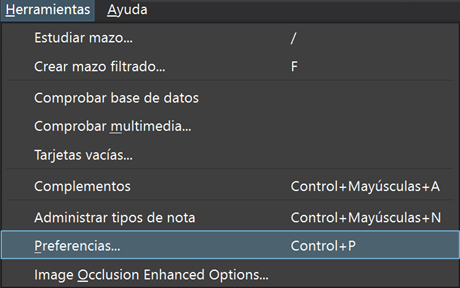 Herramientas Ayuda
Estudiar mazo... /
Crear mazo filtrado... F
Comprobar base de datos
Comprobar multimedia...
Tarjetas vacías...
Complementos Control+Mayúsculas+A
Administrar tipos de nota Control+Mayúsculas+N
Preferencias... Control+P
Image Occlusion Enhanced Options...